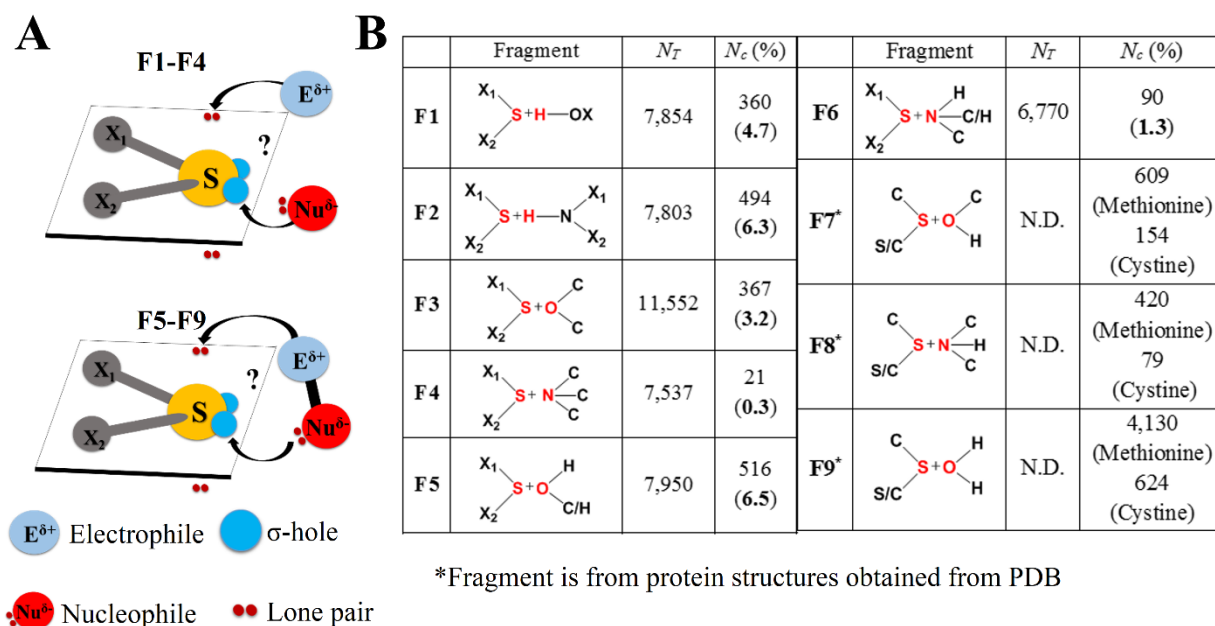 A
F1-F4
Eδ+
X1
?
S
X2
Nuδ-
F5-F9
Eδ+
X1
?
S
X2
Nuδ-
Eδ+ Electrophile
σ-hole
Nuδ- Nucleophile
Lone pair
B
Fragment NT Nc (%)
F1 X1 X2 S + H OX 7,854 360 (4.7)
F2 X1 X2 S + H N X1 X2 7,803 494 (6.3)
F3 X1 X2 S + O C C 11,552 367 (3.2)
F4 X1 X2 S + N C C C 7,537 21 (0.3)
F5 X1 X2 S + O H C/H 7,950 516 (6.5)
Fragment NT Nc (%)
F6 X1 X2 S + N H C/H C 6,770 90 (1.3)
F7* C S/C S + O C H N.D. 609 (Methionine) 154 (Cystine)
F8* C S/C S + N C H C N.D. 420 (Methionine) 79 (Cystine)
F9* C S/C S + O H H N.D. 4,130 (Methionine) 624 (Cystine)
*Fragment is from protein structures obtained from PDB